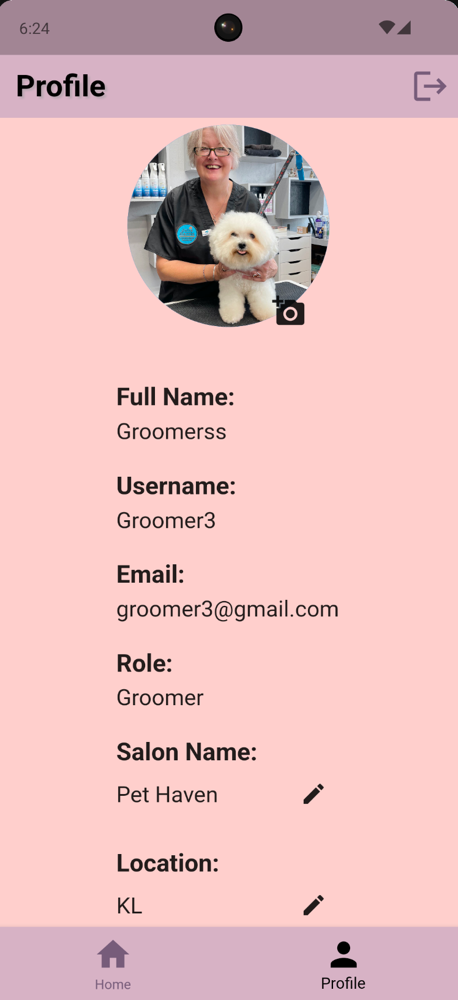 6:24
Profile
Full Name:
Groomerss
Username:
Groomer3
Email:
groomer3@gmail.com
Role:
Groomer
Salon Name:
Pet Haven
Location:
KL
Home
Profile